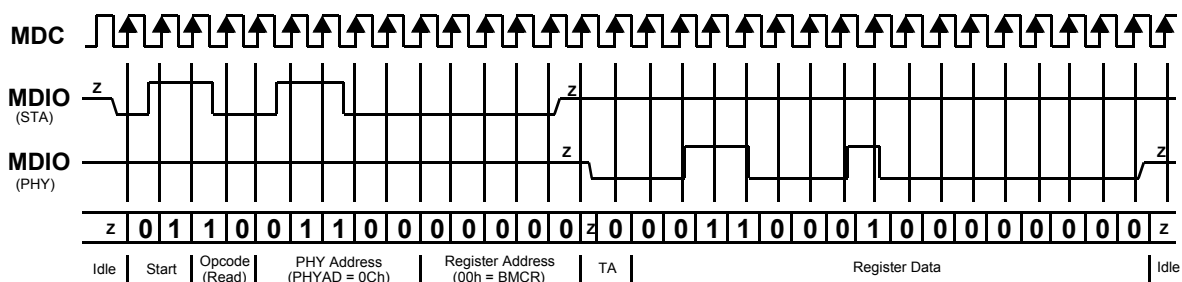 MDC
z
z
MDIO
(STA)
MDIO
(PHY)
z
z
z 0 1 1 0 0 1 1 0 0 0 0 0 0 0 z 0 0 0 1 1 0 0 0 1 0 0 0 0 0 0 0 0 z
Idle Start Opcode (Read) PHY Address (PHYAD = 0Ch) Register Address (00h = BMCR) TA Register Data Idle